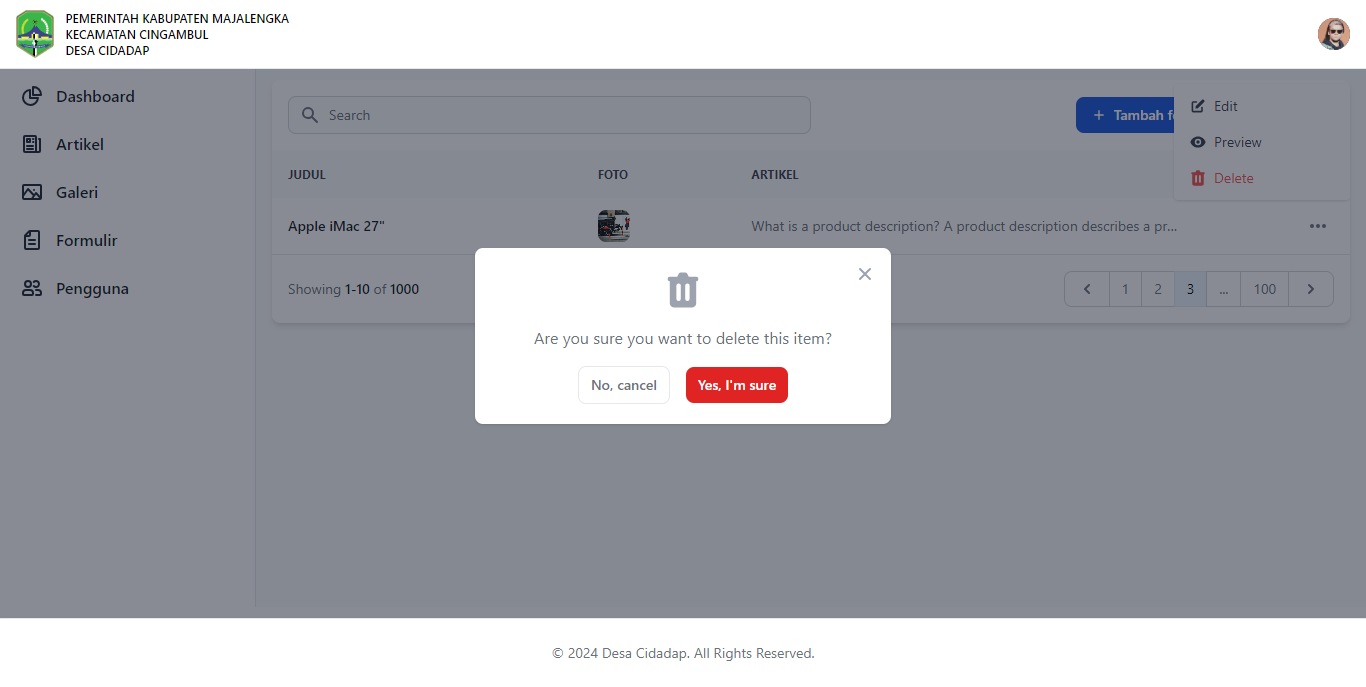 PEMERINTAH KABUPATEN MAJALENGKA
KECAMATAN CINGAMBUL
DESA CIDADAP
Dashboard
Artikel
Galeri
Formulir
Pengguna
Search
+ Tambah f
Edit
Preview
Delete
JUDUL FOTO ARTIKEL
Apple iMac 27" What is a product description? A product description describes a pr...
Showing 1-10 of 1000
1 2 3 ... 100
Are you sure you want to delete this item?
No, cancel Yes, I'm sure
© 2024 Desa Cidadap. All Rights Reserved.